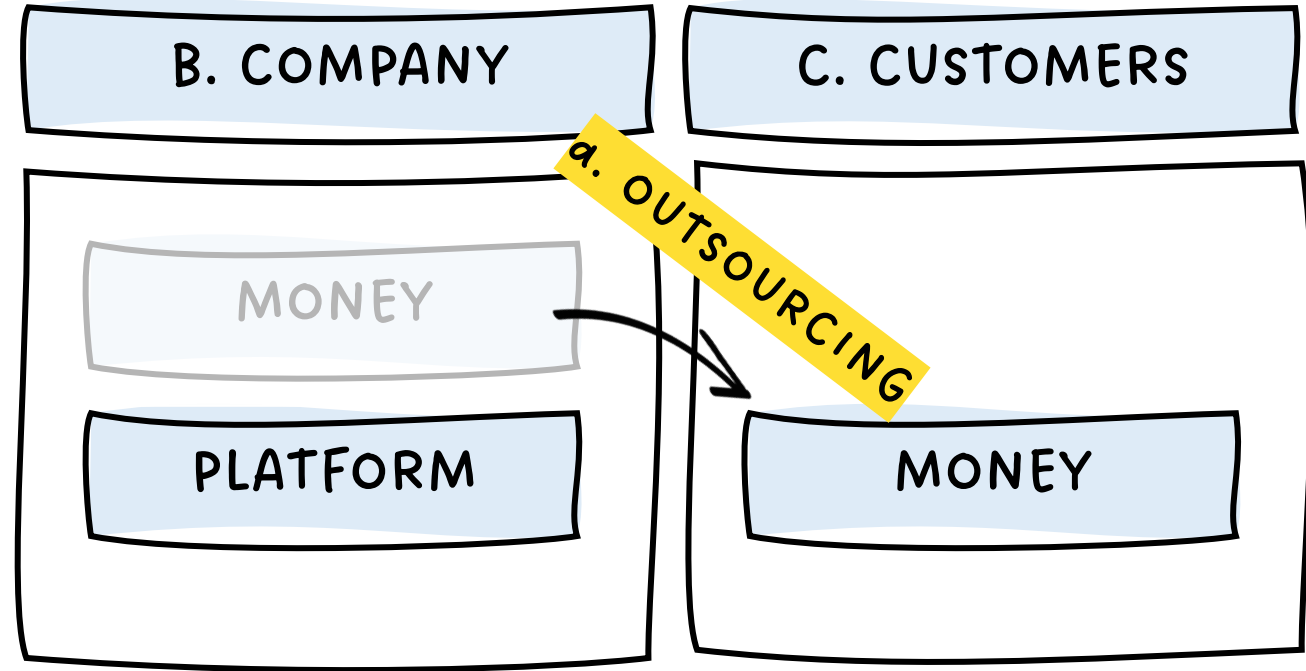 B. COMPANY
C. CUSTOMERS
a. OUTSOURCING
MONEY
PLATFORM
MONEY